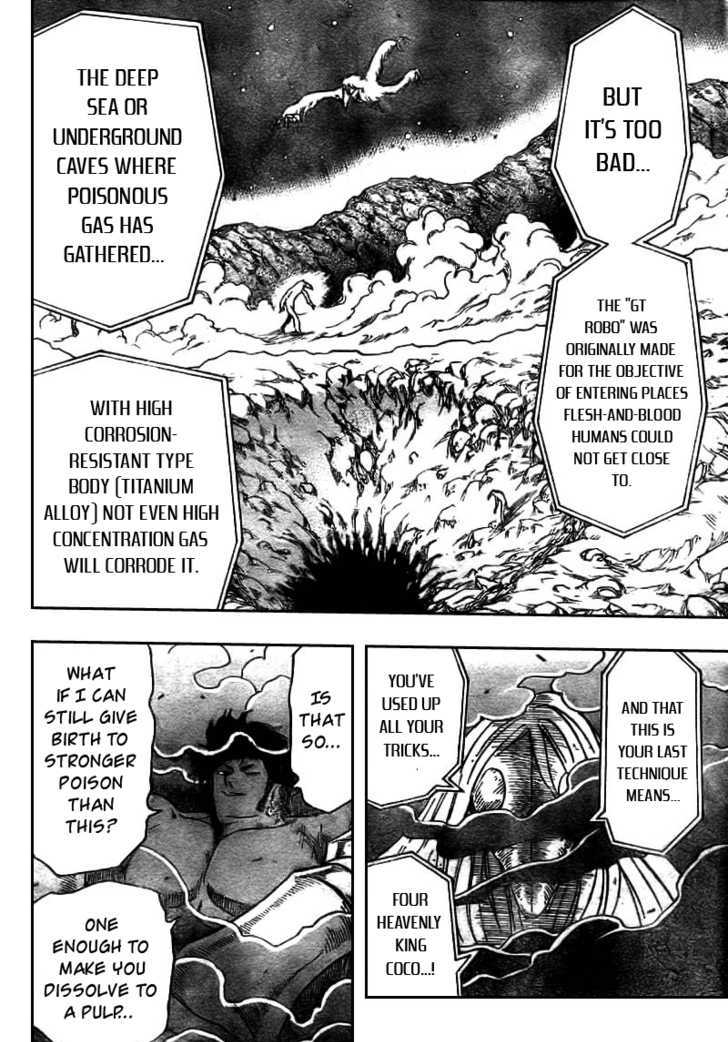 BUT
IT'S TOO
BAD...
THE "GT
ROBO" WAS
ORIGINALLY MADE
FOR THE OBJECTIVE
OF ENTERING PLACES
FLESH-AND-BLOOD
HUMANS COULD
NOT GET CLOSE
TO.
THE DEEP
SEA OR
UNDERGROUND
CAVES WHERE
POISONOUS
GAS HAS
GATHERED...
WITH HIGH
CORROSION-
RESISTANT TYPE
BODY (TITANIUM
ALLOY) NOT EVEN HIGH
CONCENTRATION GAS
WILL CORRODE IT.
AND THAT
THIS IS
YOUR LAST
TECHNIQUE
MEANS...
YOU'VE
USED UP
ALL YOUR
TRICKS...
FOUR
HEAVENLY
KING
COCO...!
IS
THAT
SO...
WHAT
IF I CAN
STILL GIVE
BIRTH TO
STRONGER
POISON
THAN
THIS?
ONE
ENOUGH TO
MAKE YOU
DISSOLVE TO
A PULP...